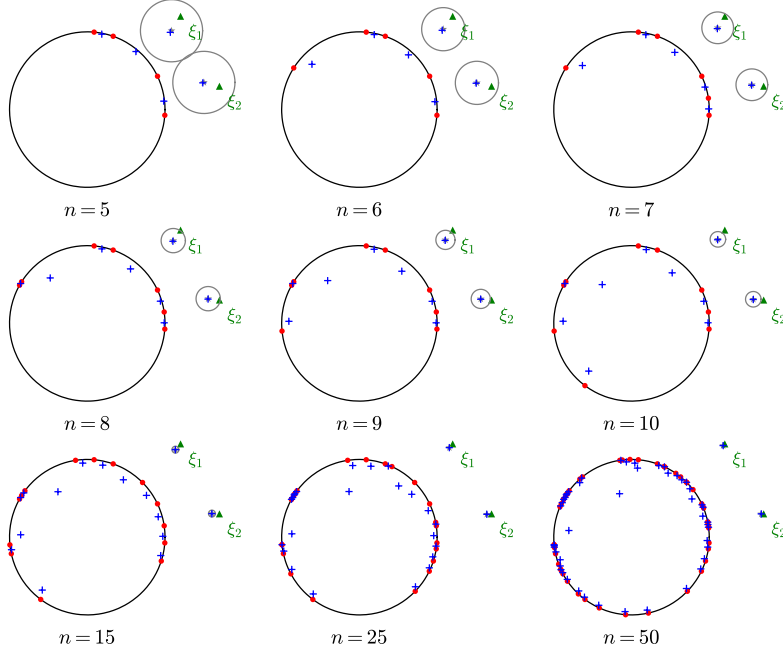 ξ₁ ξ₁ ξ₁
ξ₂ ξ₂ ξ₂
n = 5 n = 6 n = 7
ξ₁ ξ₁ ξ₁
ξ₂ ξ₂ ξ₂
n = 8 n = 9 n = 10
ξ₁ ξ₁ ξ₁
ξ₂ ξ₂ ξ₂
n = 15 n = 25 n = 50